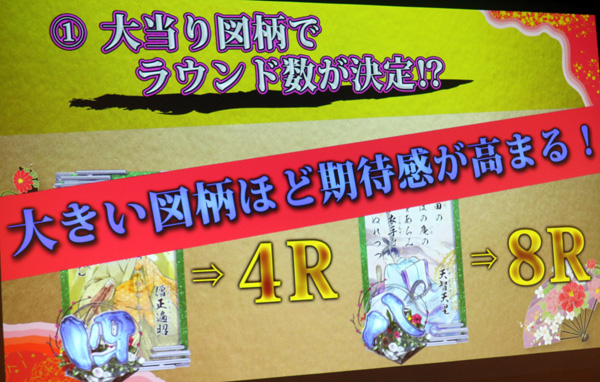 ① 大当り図柄で
ラウンド数が決定!?
大きい図柄ほど期待感が高まる！
僧正遍昭
⇒ 4R
天智天皇
⇒ 8R